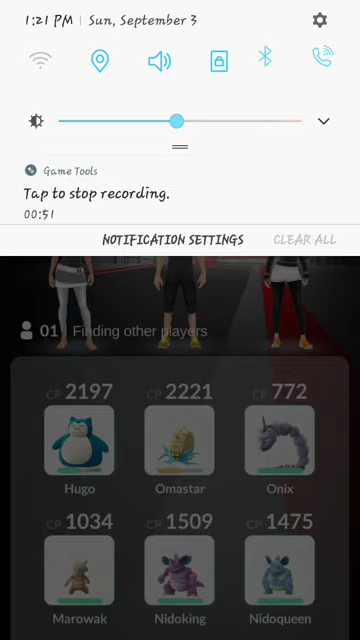 1:21 PM | Sun, September 3
Game Tools
Tap to stop recording.
00:51
NOTIFICATION SETTINGS CLEAR ALL
01 | Finding other players
CP 2197 CP 2221 CP 772
Hugo Omastar Onix
CP 1034 CP 1509 CP 1475
Marowak Nidoking Nidoqueen